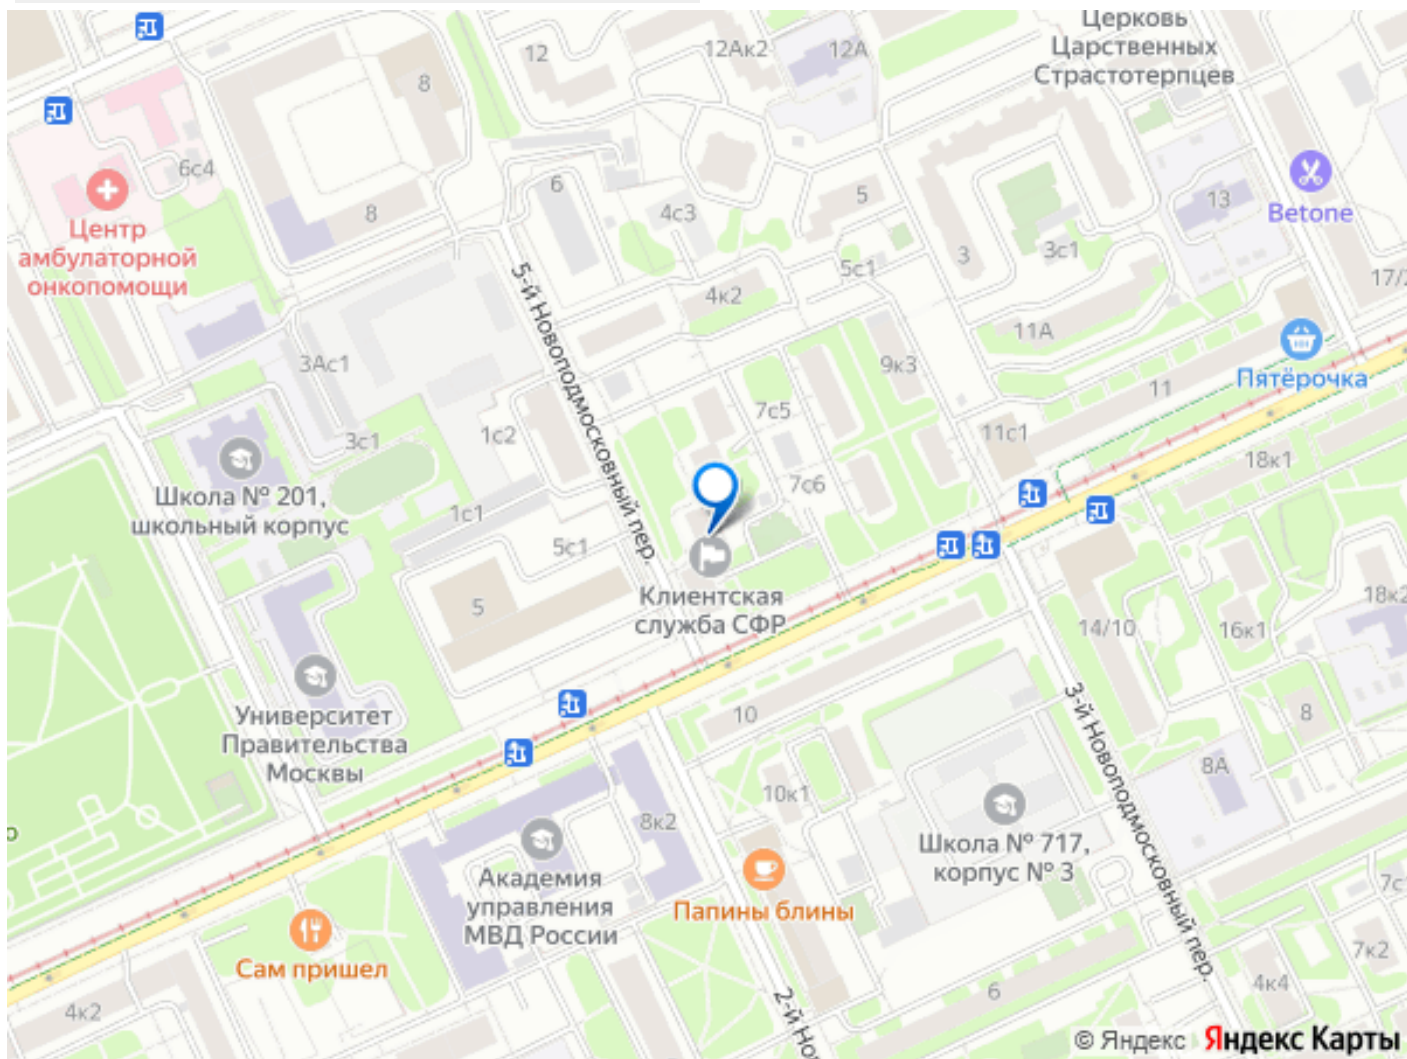 Церковь
Царственных
Страстотерпцев
12
12Ак2
12А
8
6с4
Центр
амбулаторной
онкопомощи
8
6
4с3
5
13
Betone
3
3с1
5с1
4к2
17/2
11А
3Ас1
5-й Новоподмосковный пер.
9к3
Пятёрочка
11
7с5
3с1
1с2
11с1
18к1
Школа № 201,
школьный корпус
7с6
1с1
5с1
Клиентская
служба СФР
5
18к2
14/10
16к1
Университет
Правительства
Москвы
10
3-й Новоподмосковный пер.
8
8А
10к1
8к2
Школа № 717,
корпус № 3
Академия
управления
МВД России
Папины блины
Сам пришел
7с
7к2
4к2
6
4к4
2-й Но
© Яндекс Яндекс Карты